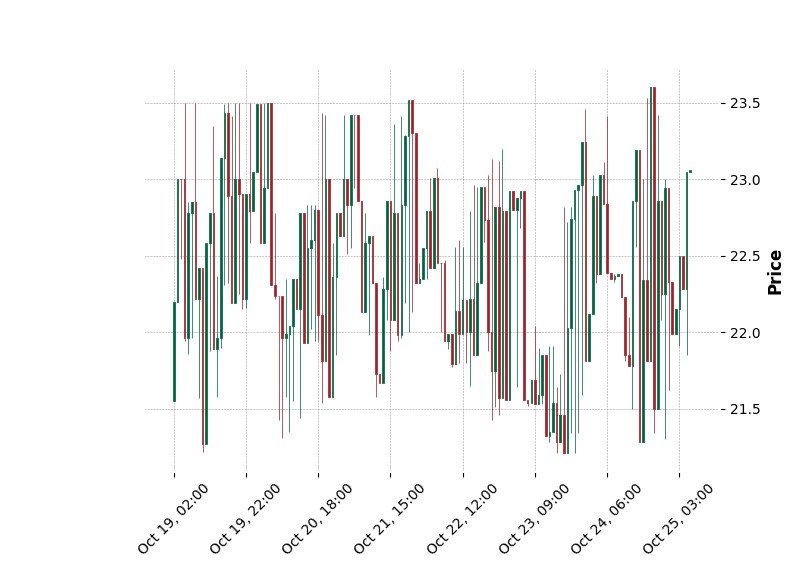 23.5
23.0
22.5
22.0
21.5
Price
Oct 19, 02:00
Oct 19, 22:00
Oct 20, 18:00
Oct 21, 15:00
Oct 22, 12:00
Oct 23, 09:00
Oct 24, 06:00
Oct 25, 03:00